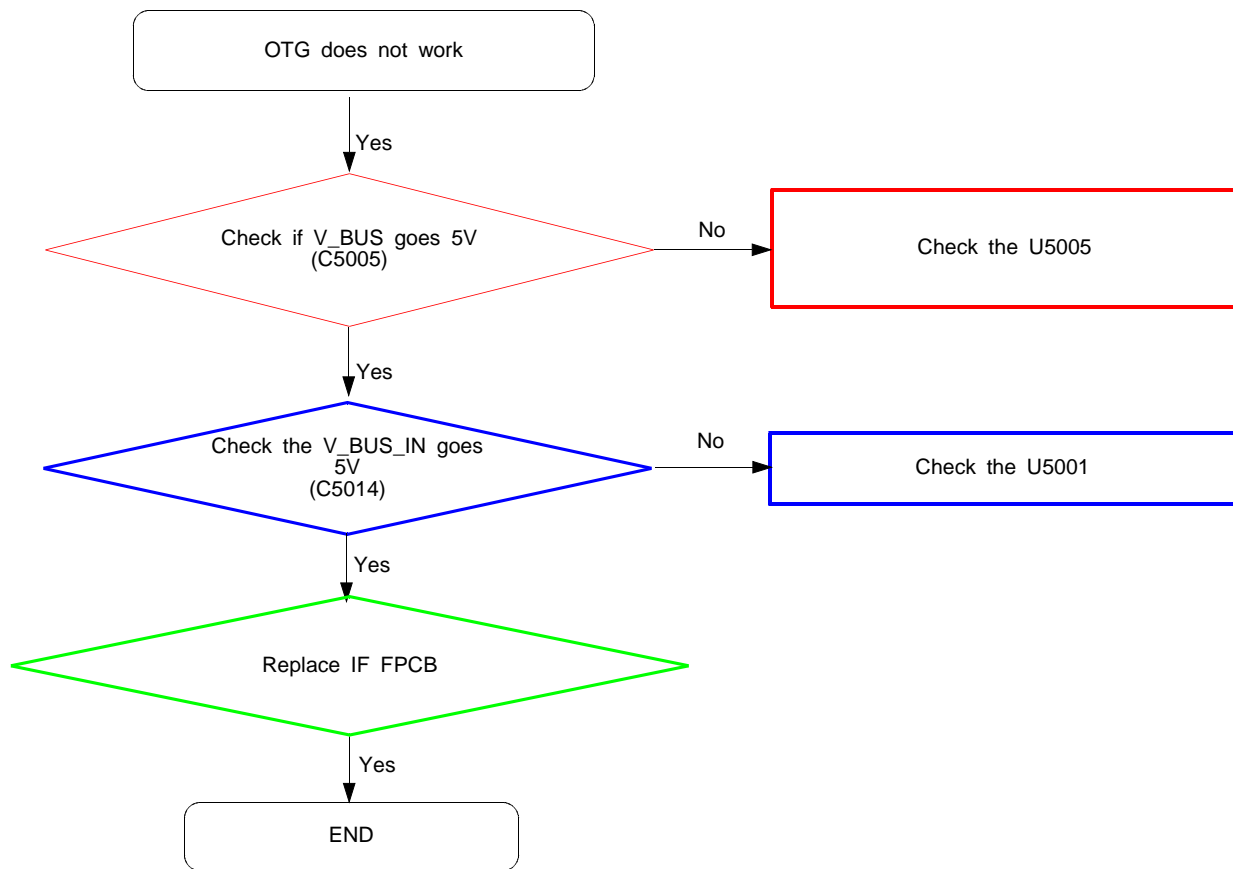 OTG does not work
Yes
Check if V_BUS goes 5V
(C5005)
No
Check the U5005
Yes
Check the V_BUS_IN goes
5V
(C5014)
No
Check the U5001
Yes
Replace IF FPCB
Yes
END